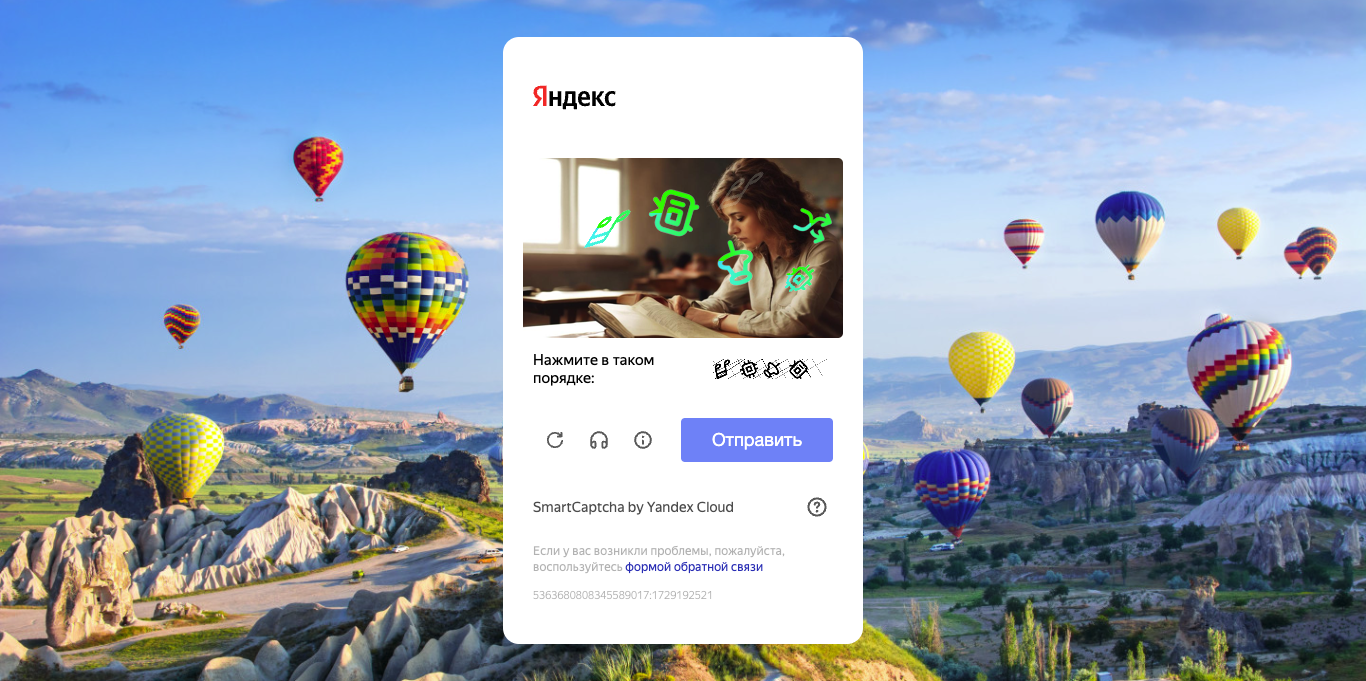 Яндекс
Нажмите в таком
порядке:
Отправить
SmartCaptcha by Yandex Cloud
Если у вас возникли проблемы, пожалуйста,
воспользуйтесь формой обратной связи
5363680808345589017:1729192521